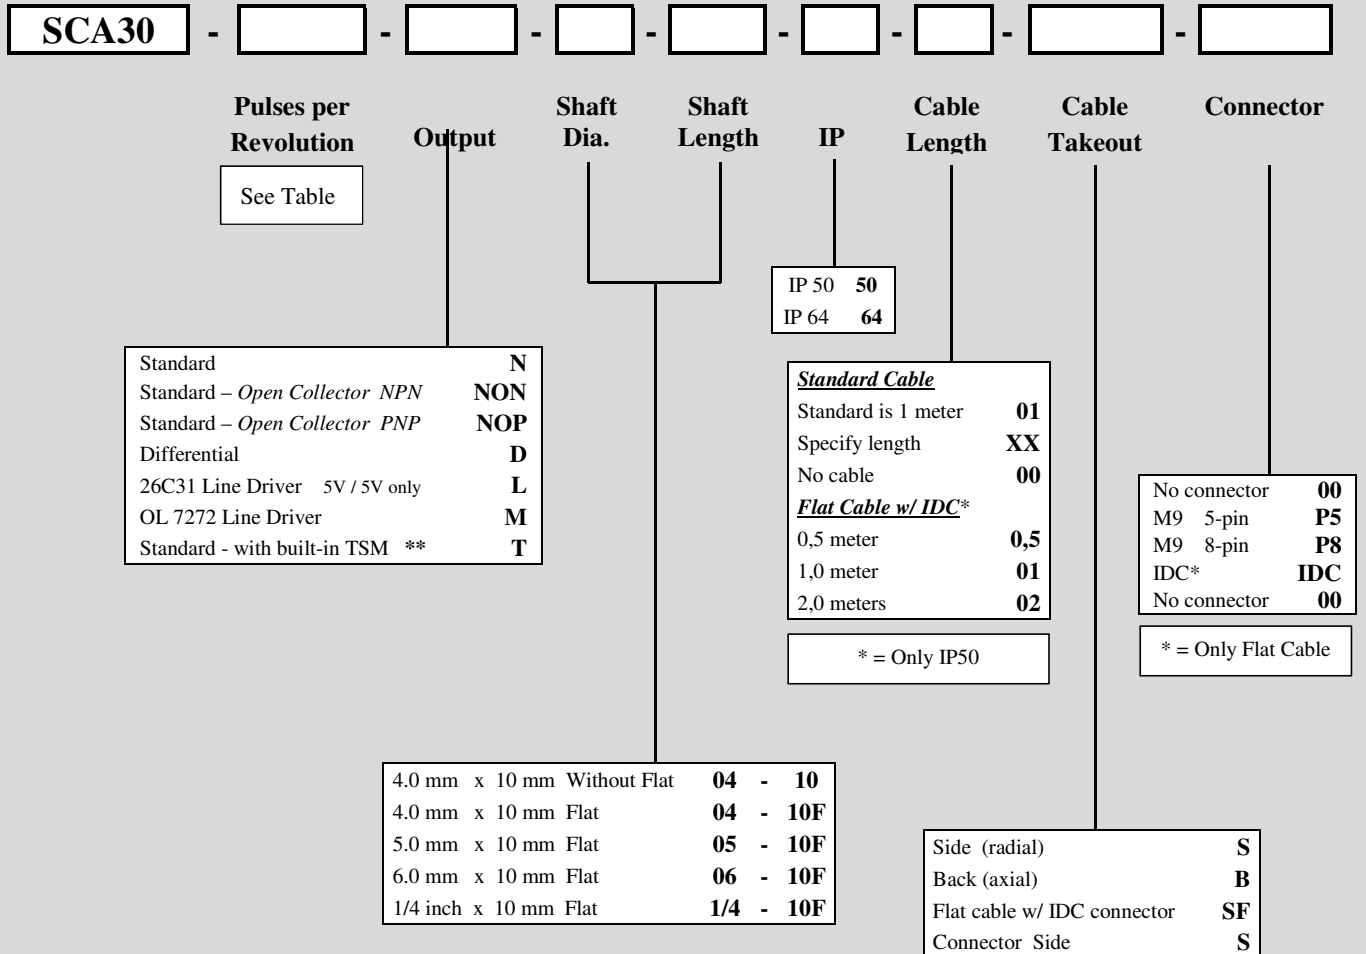 SCA30 - - - - - - - -
Pulses per Revolution
Output
Shaft Dia.
Shaft Length
IP
Cable Length
Cable Takeout
Connector
See Table
IP 50 50
IP 64 64
Standard N
Standard – Open Collector NPN NON
Standard – Open Collector PNP NOP
Differential D
26C31 Line Driver 5V / 5V only L
OL 7272 Line Driver M
Standard - with built-in TSM ** T
Standard Cable
Standard is 1 meter 01
Specify length XX
No cable 00
Flat Cable w/ IDC*
0,5 meter 0,5
1,0 meter 01
2,0 meters 02
* = Only IP50
No connector 00
M9 5-pin P5
M9 8-pin P8
IDC* IDC
No connector 00
* = Only Flat Cable
4.0 mm x 10 mm Without Flat 04 - 10
4.0 mm x 10 mm Flat 04 - 10F
5.0 mm x 10 mm Flat 05 - 10F
6.0 mm x 10 mm Flat 06 - 10F
1/4 inch x 10 mm Flat 1/4 - 10F
Side (radial) S
Back (axial) B
Flat cable w/ IDC connector SF
Connector Side S